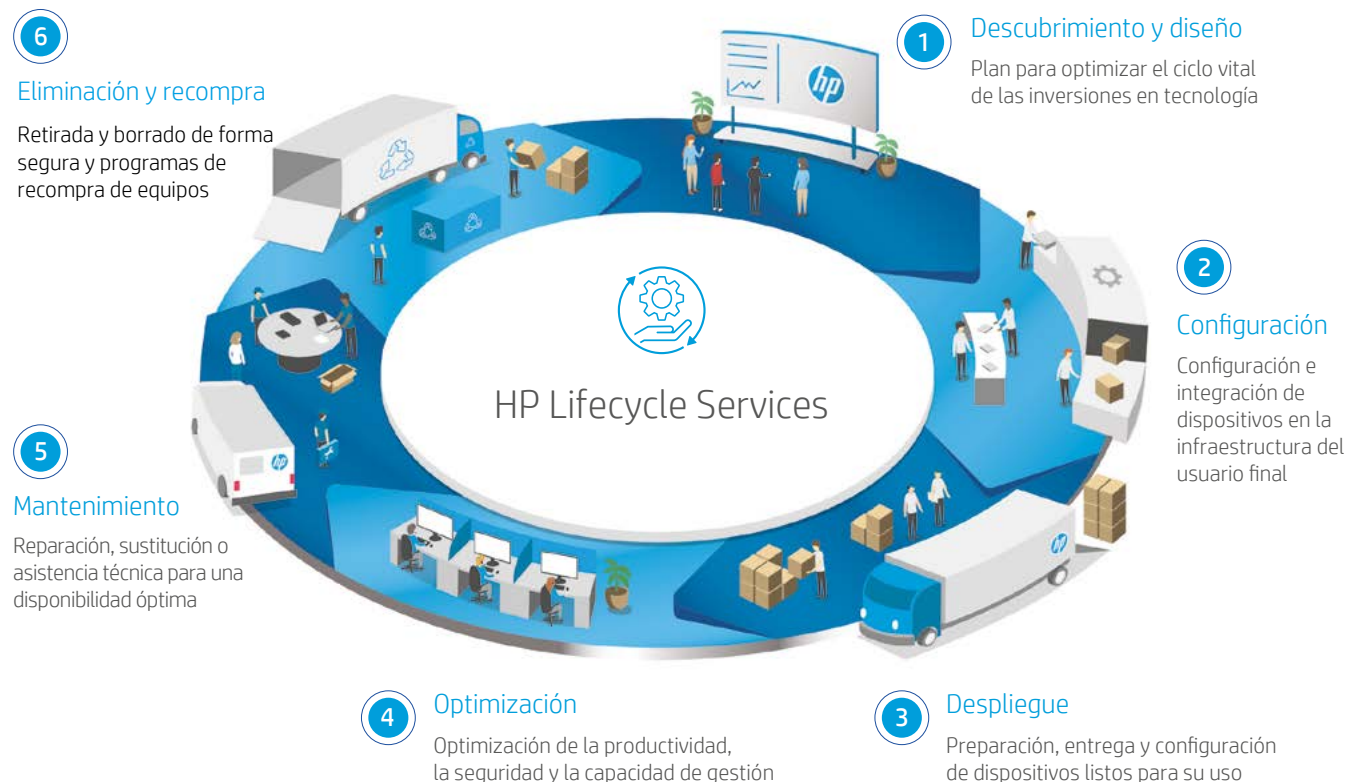 1
Descubrimiento y diseño
Plan para optimizar el ciclo vital
de las inversiones en tecnología
2
Configuración
Configuración e
integración de
dispositivos en la
infraestructura del
usuario final
3
Despliegue
Preparación, entrega y configuración
de dispositivos listos para su uso
4
Optimización
Optimización de la productividad,
la seguridad y la capacidad de gestión
5
Mantenimiento
Reparación, sustitución o
asistencia técnica para una
disponibilidad óptima
6
Eliminación y recompra
Retirada y borrado de forma
segura y programas de
recompra de equipos
HP Lifecycle Services
hp
hp
hp